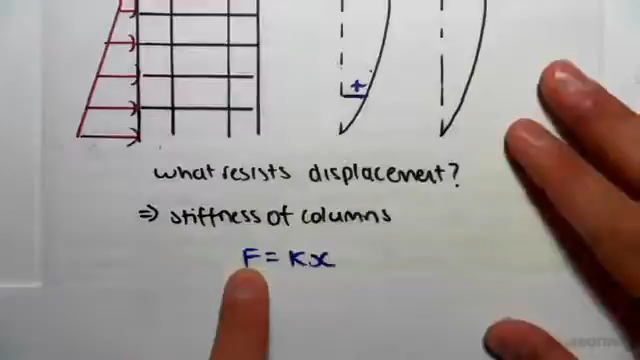 +
what resists displacement?
⇒ stiffness of columns
F = Kx